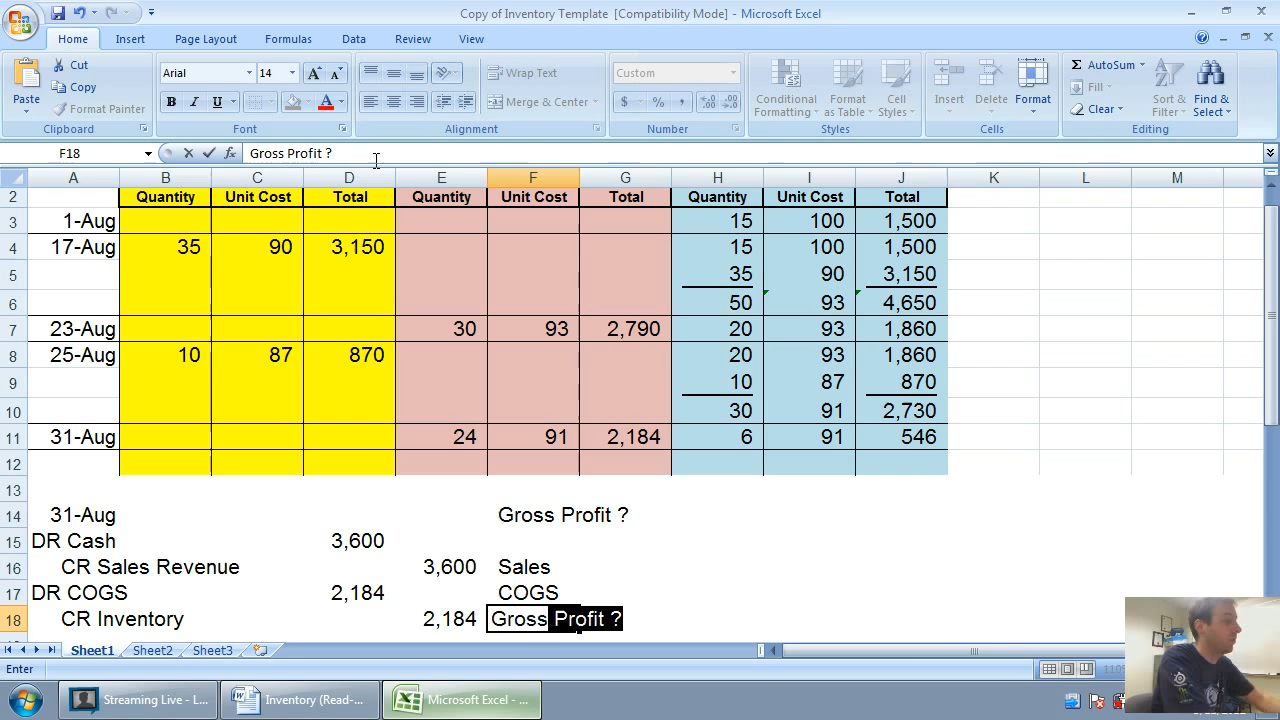 Copy of Inventory Template [Compatibility Mode] - Microsoft Excel
Home Insert Page Layout Formulas Data Review View
Paste Cut Copy Format Painter Clipboard
Arial 14 B I U A Font
Wrap Text Merge & Center Alignment
Custom $ % , Number
Conditional Formatting Format as Table Cell Styles Styles
Insert Delete Format Cells
AutoSum Fill Clear Sort & Filter Find & Select Editing
F18 fx Gross Profit ?
A B C D E F G H I J K L M
2 Quantity Unit Cost Total Quantity Unit Cost Total Quantity Unit Cost Total
3 1-Aug 15 100 1,500
4 17-Aug 35 90 3,150 15 100 1,500
5 35 90 3,150
6 50 93 4,650
7 23-Aug 30 93 2,790 20 93 1,860
8 25-Aug 10 87 870 20 93 1,860
9 10 87 870
10 30 91 2,730
11 31-Aug 24 91 2,184 6 91 546
12
13
14 31-Aug Gross Profit ?
15 DR Cash 3,600
16 CR Sales Revenue 3,600 Sales
17 DR COGS 2,184 COGS
18 CR Inventory 2,184 Gross Profit ?
Sheet1 Sheet2 Sheet3
Enter
Streaming Live - L... Inventory (Read-... Microsoft Excel - ...